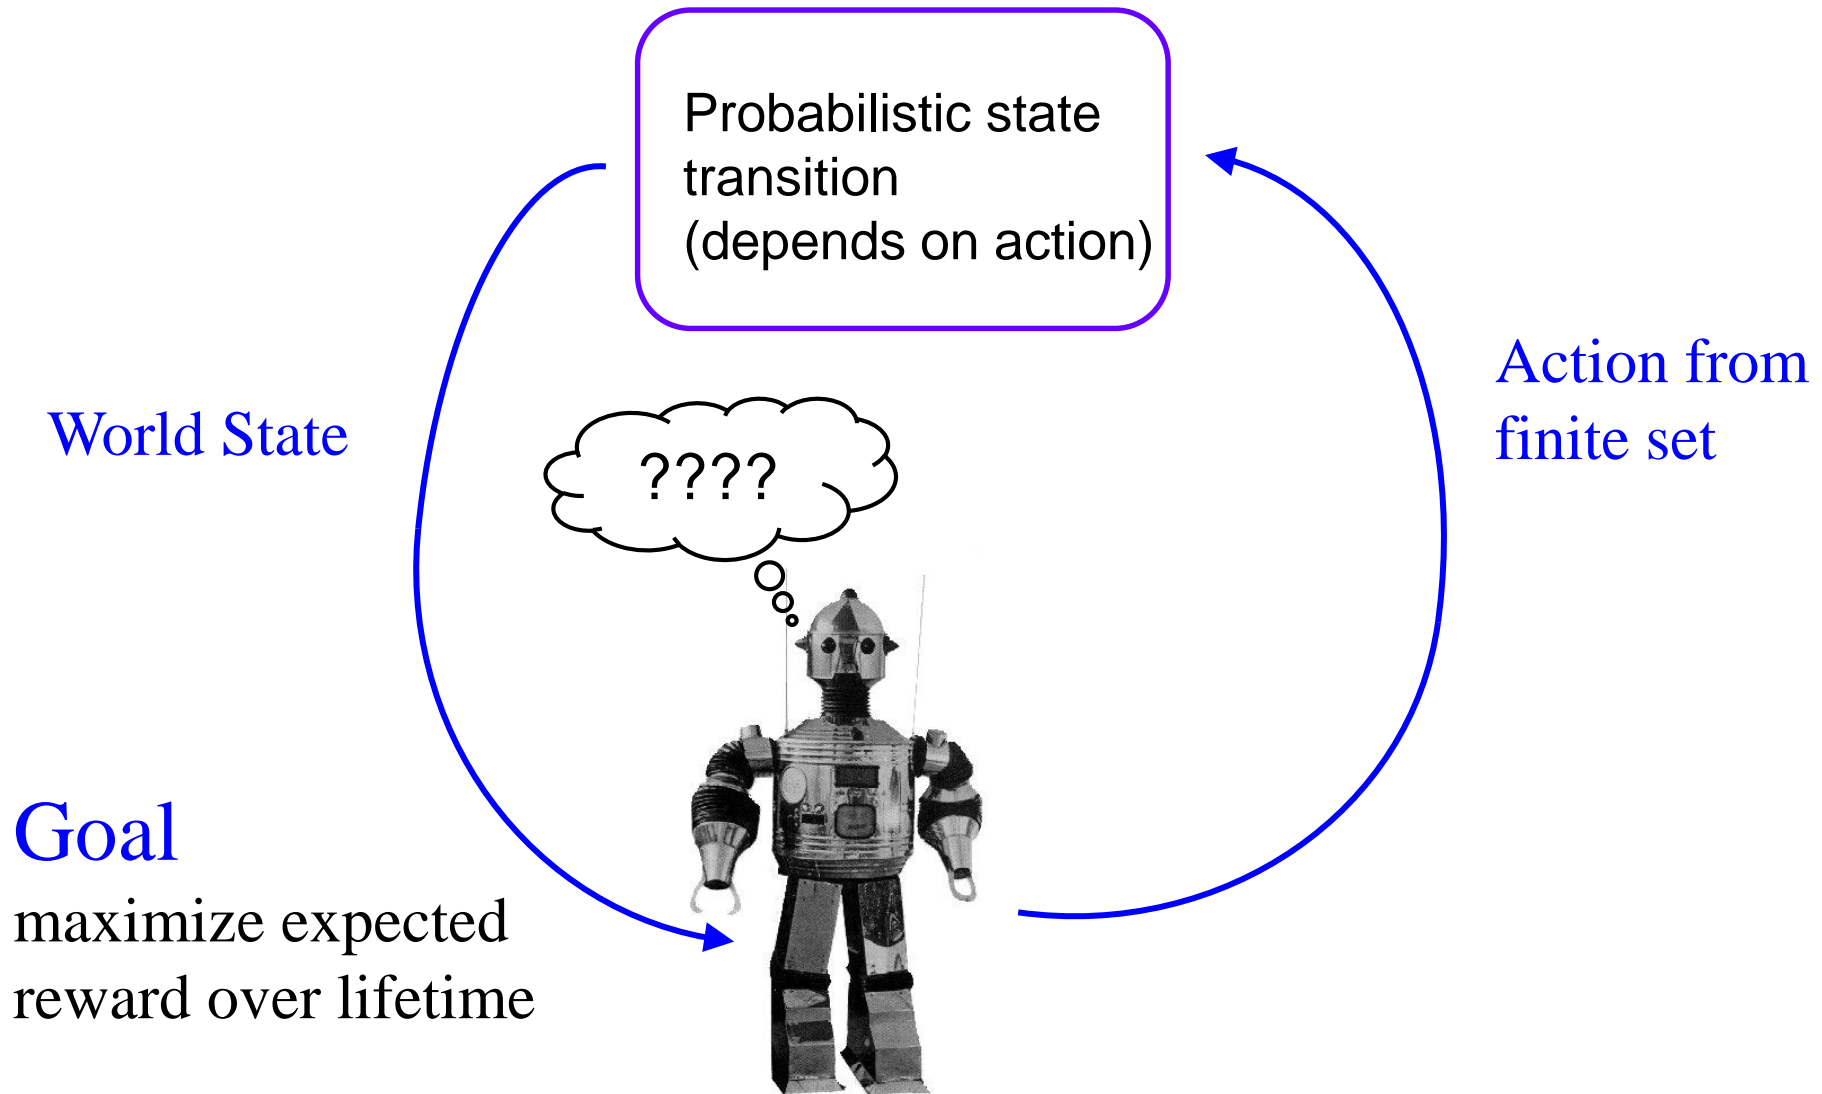 Probabilistic state
transition
(depends on action)
World State
Action from
finite set
????
Goal
maximize expected
reward over lifetime